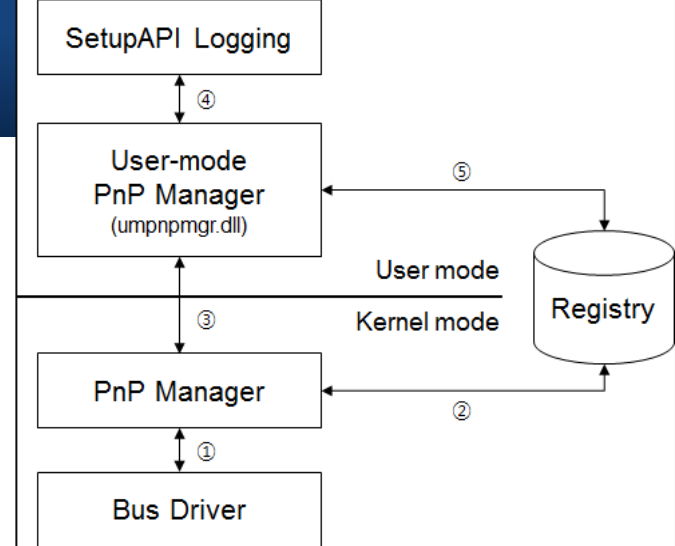 SetupAPI Logging
④
User-mode
PnP Manager
(umpnpmgr.dll)
⑤
User mode
Registry
③
Kernel mode
PnP Manager
②
①
Bus Driver